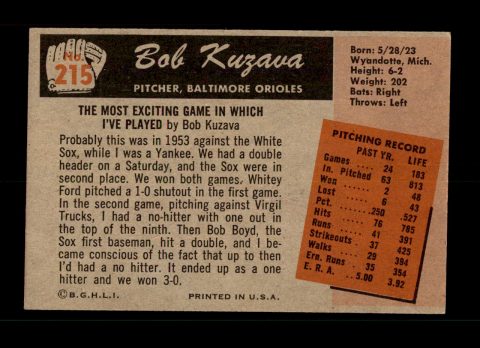 No.
215
Bob Kuzava
PITCHER, BALTIMORE ORIOLES
Born: 5/28/23
Wyandotte, Mich.
Height: 6-2
Weight: 202
Bats: Right
Throws: Left
THE MOST EXCITING GAME IN WHICH
I'VE PLAYED by Bob Kuzava
Probably this was in 1953 against the White
Sox, while I was a Yankee. We had a double
header on a Saturday, and the Sox were in
second place. We won both games. Whitey
Ford pitched a 1-0 shutout in the first game.
In the second game, pitching against Virgil
Trucks, I had a no-hitter with one out in
the top of the ninth. Then Bob Boyd, the
Sox first baseman, hit a double, and I be-
came conscious of the fact that up to then
I'd had a no hitter. It ended up as a one
hitter and we won 3-0.
©B.G.H.L.I. PRINTED IN U.S.A.
PITCHING RECORD
PAST YR. LIFE
Games 24 183
In. Pitched 63 813
Won 2 48
Lost 6 43
Pct. .250 .527
Hits 76 785
Runs 41 391
Strikeouts 37 425
Walks 29 394
Ern. Runs 35 354
E. R. A. 5.00 3.92